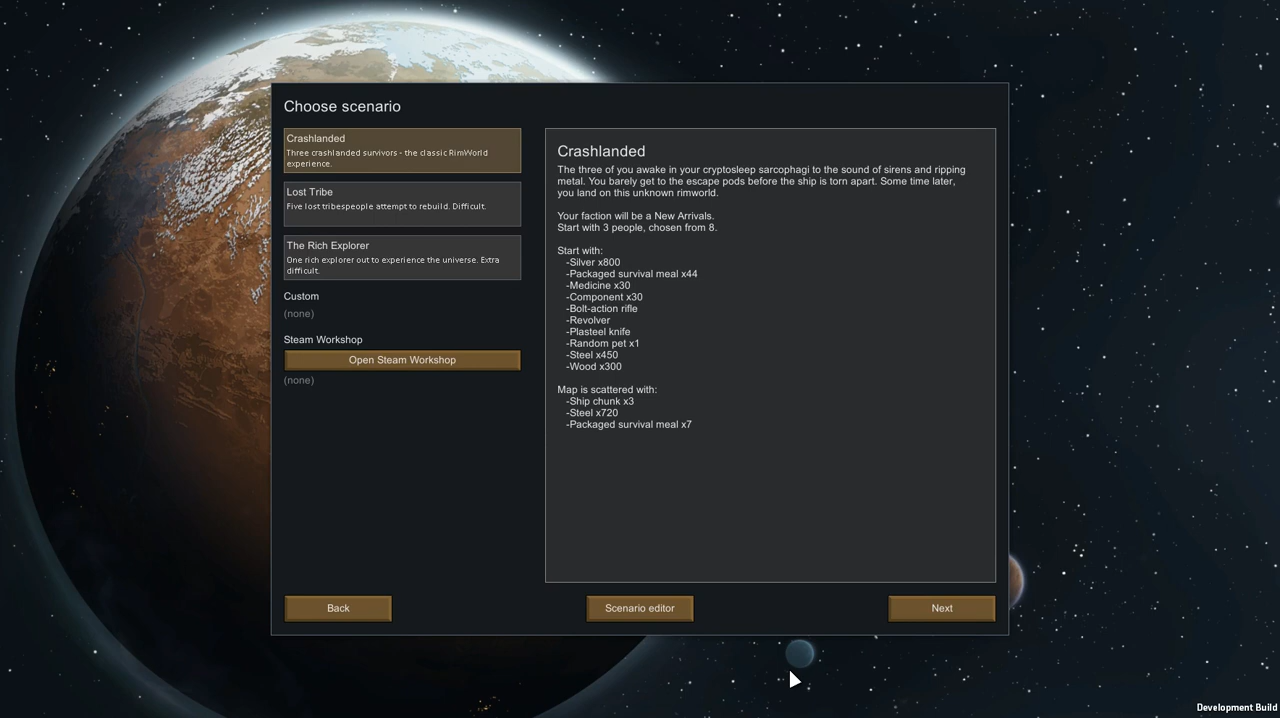 Choose scenario
Crashlanded
Three crashlanded survivors - the classic RimWorld
experience.
Lost Tribe
Five lost tribespeople attempt to rebuild. Difficult.
The Rich Explorer
One rich explorer out to experience the universe. Extra
difficult.
Custom
(none)
Steam Workshop
Open Steam Workshop
(none)
Crashlanded
The three of you awake in your cryptosleep sarcophagi to the sound of sirens and ripping
metal. You barely get to the escape pods before the ship is torn apart. Some time later,
you land on this unknown rimworld.
Your faction will be a New Arrivals.
Start with 3 people, chosen from 8.
Start with:
-Silver x800
-Packaged survival meal x44
-Medicine x30
-Component x30
-Bolt-action rifle
-Revolver
-Plasteel knife
-Random pet x1
-Steel x450
-Wood x300
Map is scattered with:
-Ship chunk x3
-Steel x720
-Packaged survival meal x7
Back
Scenario editor
Next
Development Build